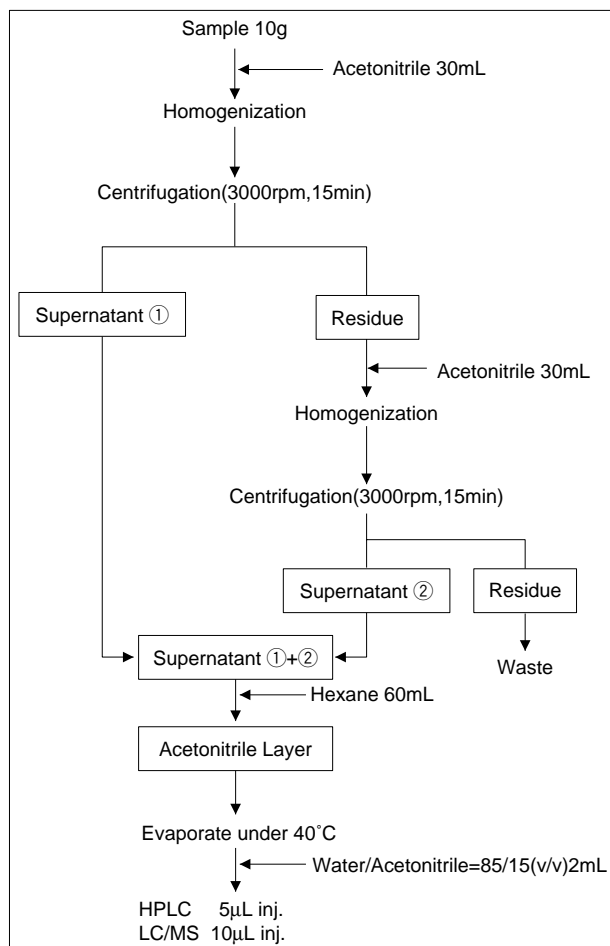 Sample 10g
Acetonitrile 30mL
Homogenization
Centrifugation(3000rpm,15min)
Supernatant ①
Residue
Acetonitrile 30mL
Homogenization
Centrifugation(3000rpm,15min)
Supernatant ②
Residue
Supernatant ①+②
Waste
Hexane 60mL
Acetonitrile Layer
Evaporate under 40˚C
Water/Acetonitrile=85/15(v/v)2mL
HPLC 5µL inj.
LC/MS 10µL inj.